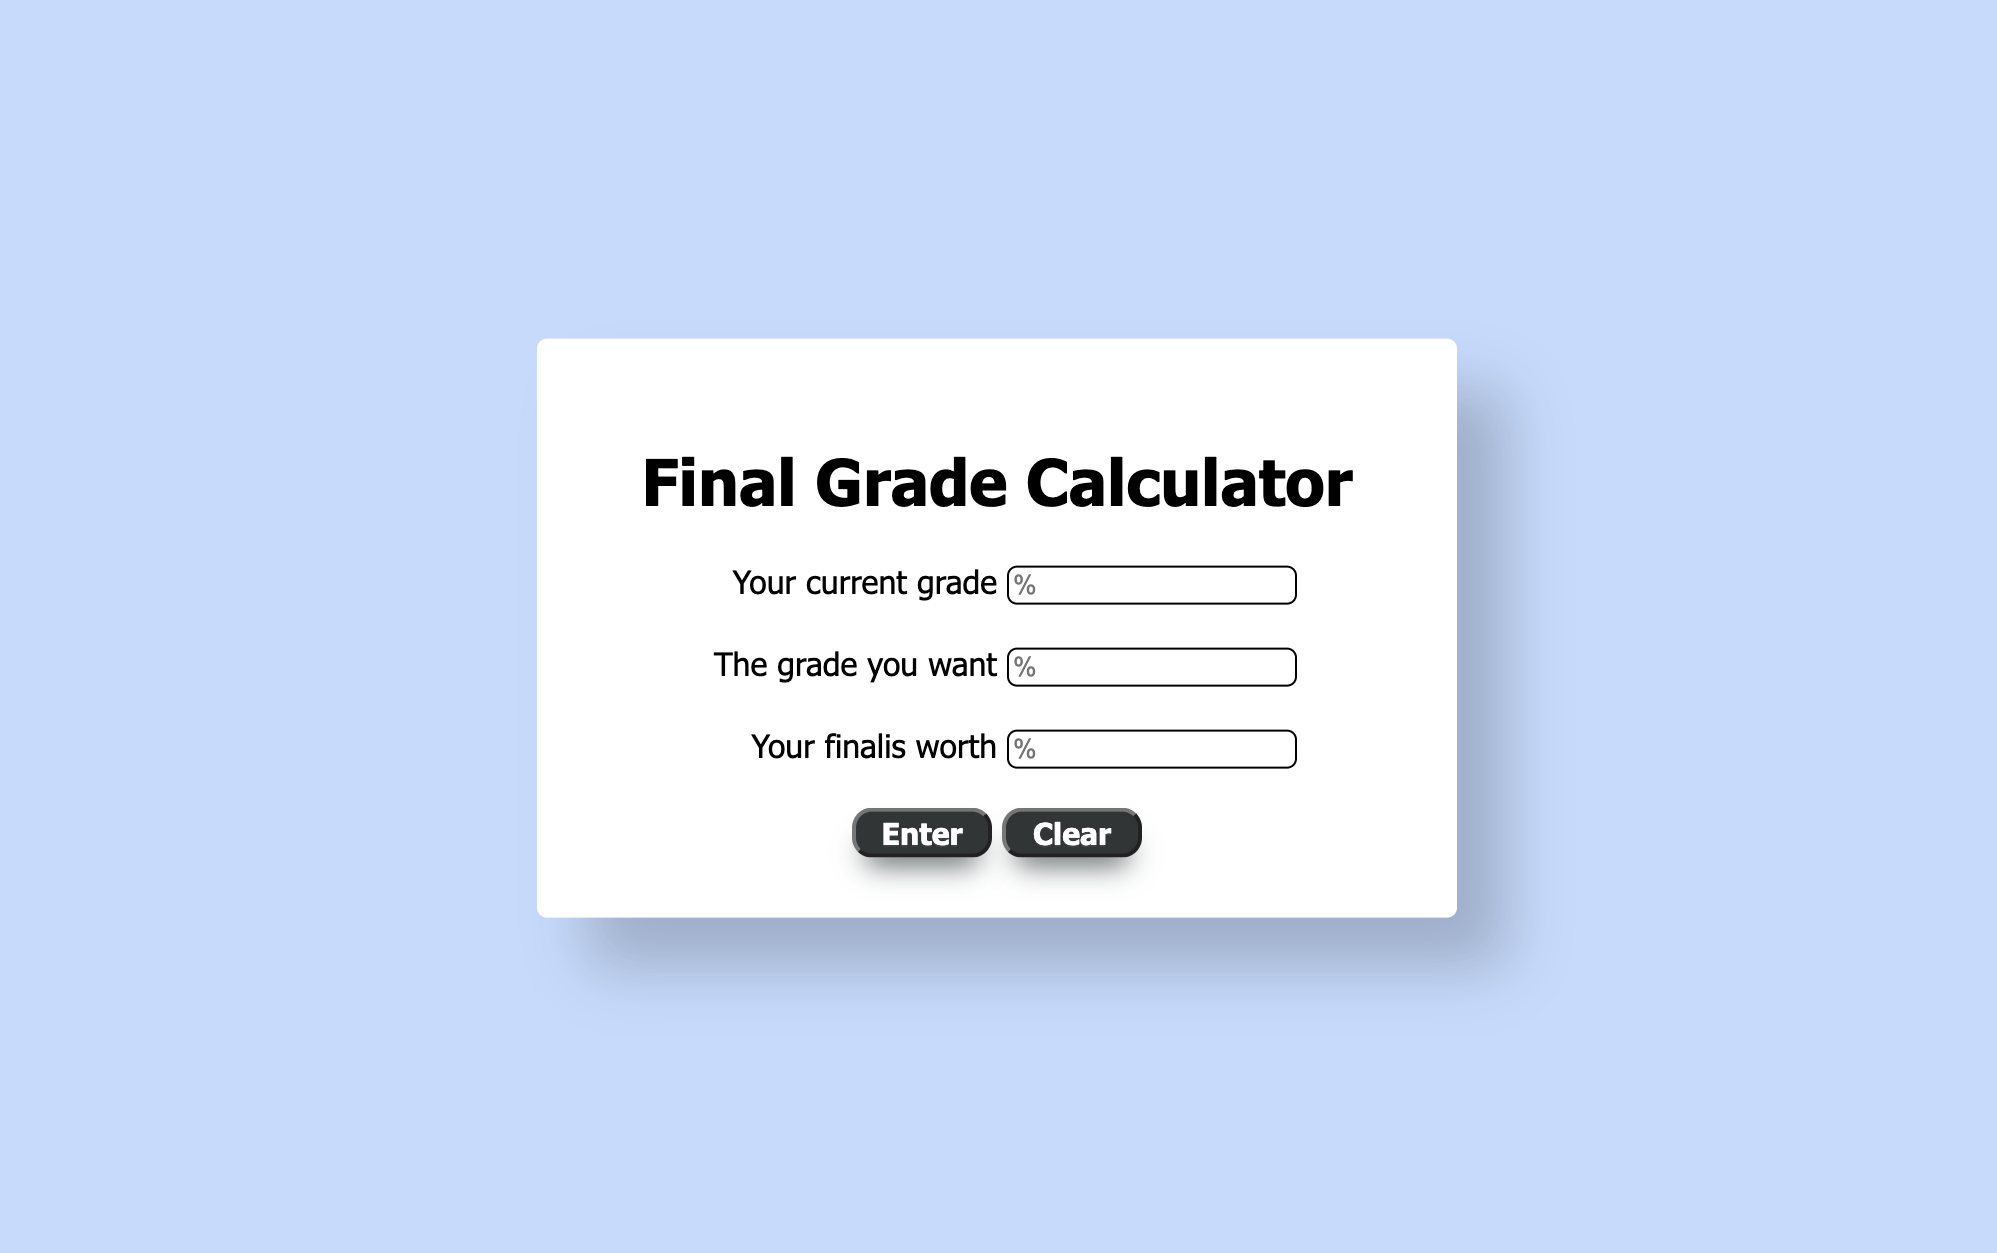 Final Grade Calculator
Your current grade %
The grade you want %
Your finalis worth %
Enter Clear